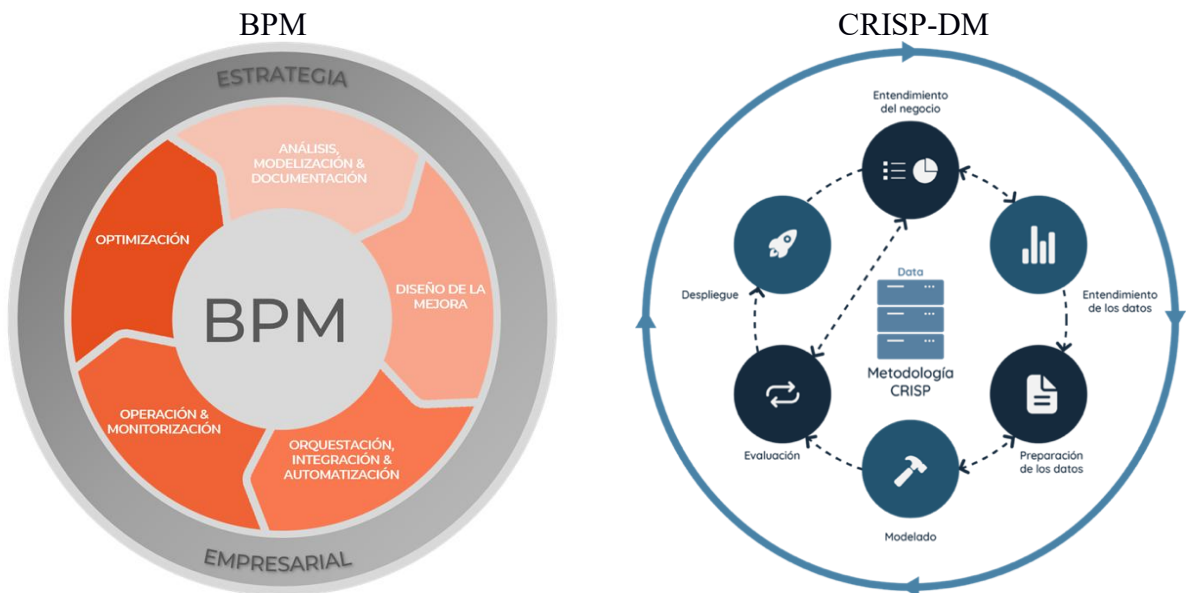 BPM
ESTRATEGIA
ANÁLISIS,
MODELIZACIÓN &
DOCUMENTACIÓN
OPTIMIZACIÓN
DISEÑO DE LA
MEJORA
BPM
OPERACIÓN &
MONITORIZACIÓN
ORQUESTACIÓN,
INTEGRACIÓN &
AUTOMATIZACIÓN
EMPRESARIAL
CRISP-DM
Entendimiento
del negocio
Data
Despliegue
Entendimiento
de los datos
Metodología
CRISP
Evaluación
Preparación
de los datos
Modelado